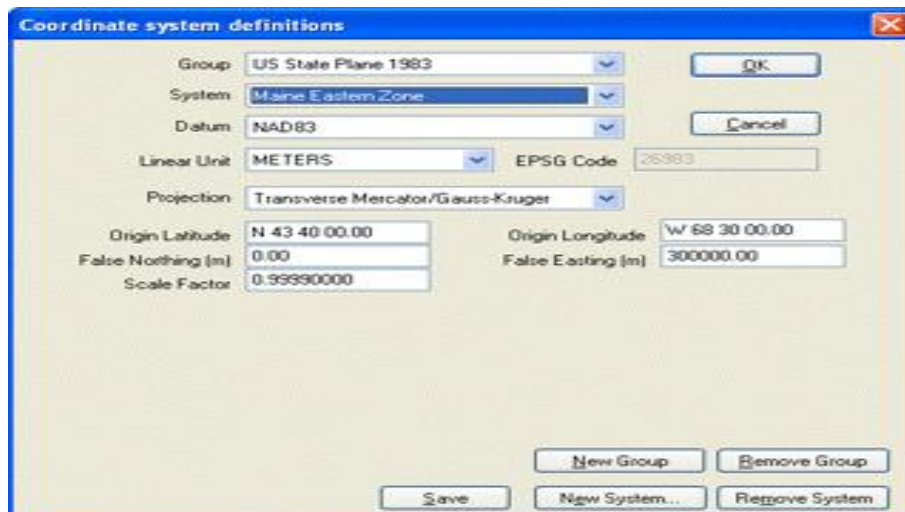 Coordinate system definitions
Group US State Plane 1983 OK
System Maine Eastern Zone
Datum NAD83 Cancel
Linear Unit METERS EPSG Code 26983
Projection Transverse Mercator/Gauss-Kruger
Origin Latitude N 43 40 00.00 Origin Longitude W 68 30 00.00
False Northing (m) 0.00 False Easting (m) 300000.00
Scale Factor 0.99990000
New Group Remove Group
Save New System... Remove System